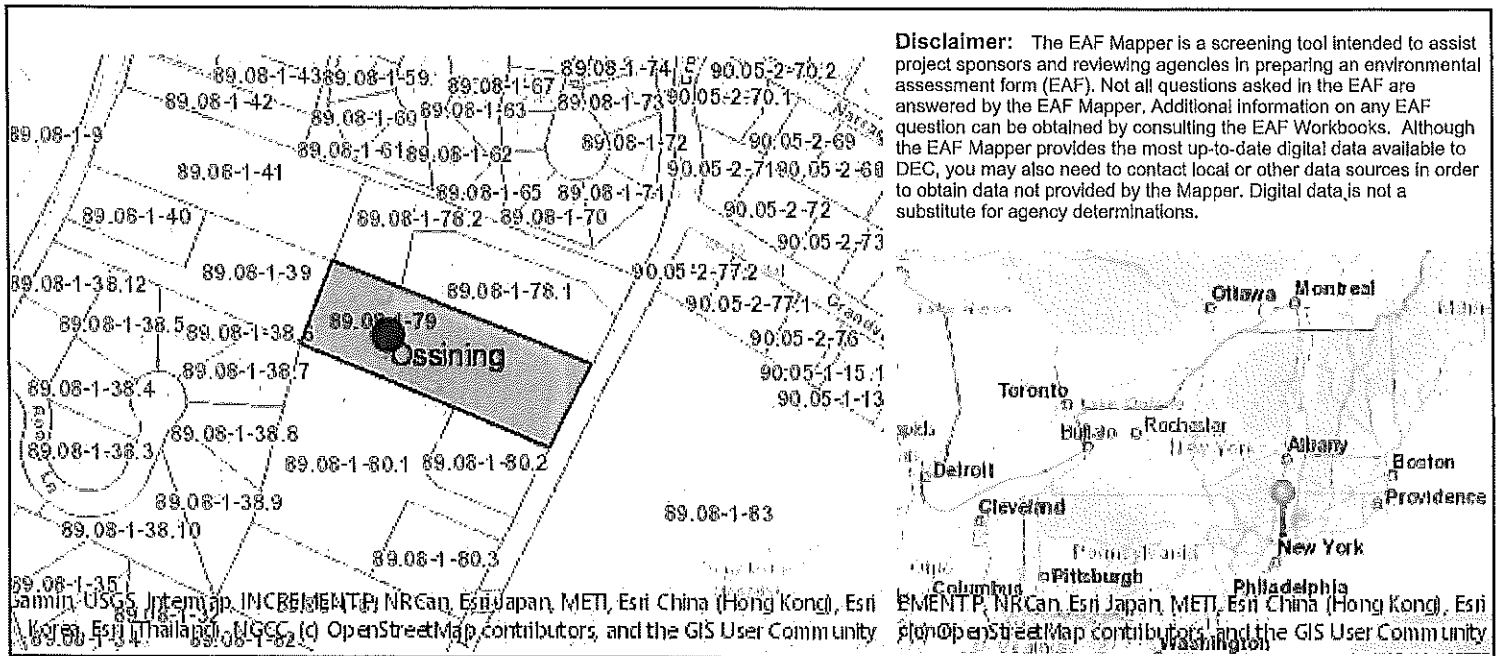 Disclaimer: The EAF Mapper is a screening tool intended to assist
project sponsors and reviewing agencies in preparing an environmental
assessment form (EAF). Not all questions asked in the EAF are
answered by the EAF Mapper. Additional information on any EAF
question can be obtained by consulting the EAF Workbooks. Although
the EAF Mapper provides the most up-to-date digital data available to
DEC, you may also need to contact local or other data sources in order
to obtain data not provided by the Mapper. Digital data is not a
substitute for agency determinations.
89.08-1-43
89.08-1-59
89.08-1-67
89.08-1-74
90.05-2-70.2
89.08-1-42
89.08-1-60
89.08-1-63
89.08-1-73
90.05-2-70.1
89.08-1-9
89.08-1-61
89.08-1-62
89.08-1-72
90.05-2-69
89.08-1-41
90.05-2-71
90.05-2-68
89.08-1-65
89.08-1-71
89.08-1-40
89.08-1-78.2
89.08-1-70
90.05-2-72
90.05-2-73
89.08-1-39
90.05-2-77.2
89.08-1-38.12
89.08-1-78.1
90.05-2-77.1
89.08-1-38.5
89.08-1-38.6
89.08-1-79
Ossining
90.05-2-76
89.08-1-38.7
90.05-1-15.1
89.08-1-38.4
90.05-1-13
89.08-1-38.8
89.08-1-38.3
89.08-1-80.1
89.08-1-80.2
89.08-1-38.9
89.08-1-83
89.08-1-38.10
89.08-1-80.3
89.08-1-35
USGS, Intermap, INCREMENT P, NRCan, Esri Japan, METI, Esri China (Hong Kong), Esri
Korea, Esri (Thailand), NGCC, (c) OpenStreetMap contributors, and the GIS User Community
Ottawa
Montreal
Toronto
Buffalo
Rochester
New York
Albany
Boston
Detroit
Providence
Cleveland
New York
Pennsylvania
Pittsburgh
Columbus
Philadelphia
EMENT P, NRCan, Esri Japan, METI, Esri China (Hong Kong), Esri
OpenStreetMap contributors, and the GIS User Community
Washington